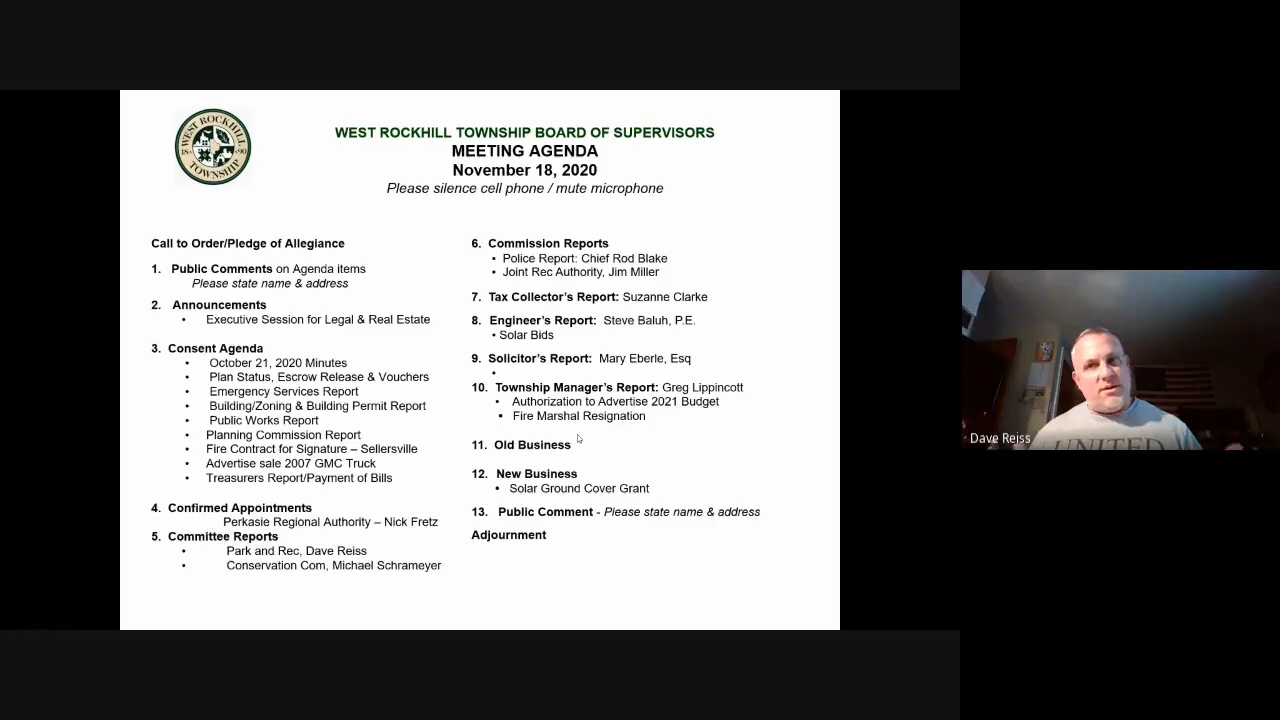 WEST ROCKHILL
18 90
TOWNSHIP
WEST ROCKHILL TOWNSHIP BOARD OF SUPERVISORS
MEETING AGENDA
November 18, 2020
Please silence cell phone / mute microphone
Call to Order/Pledge of Allegiance
1. Public Comments on Agenda items
Please state name & address
2. Announcements
• Executive Session for Legal & Real Estate
3. Consent Agenda
• October 21, 2020 Minutes
• Plan Status, Escrow Release & Vouchers
• Emergency Services Report
• Building/Zoning & Building Permit Report
• Public Works Report
• Planning Commission Report
• Fire Contract for Signature – Sellersville
• Advertise sale 2007 GMC Truck
• Treasurers Report/Payment of Bills
4. Confirmed Appointments
Perkasie Regional Authority – Nick Fretz
5. Committee Reports
• Park and Rec, Dave Reiss
• Conservation Com, Michael Schrameyer
6. Commission Reports
• Police Report: Chief Rod Blake
• Joint Rec Authority, Jim Miller
7. Tax Collector's Report: Suzanne Clarke
8. Engineer's Report: Steve Baluh, P.E.
• Solar Bids
9. Solicitor's Report: Mary Eberle, Esq
•
10. Township Manager's Report: Greg Lippincott
• Authorization to Advertise 2021 Budget
• Fire Marshal Resignation
11. Old Business
12. New Business
• Solar Ground Cover Grant
13. Public Comment - Please state name & address
Adjournment
Dave Reiss
UNITED